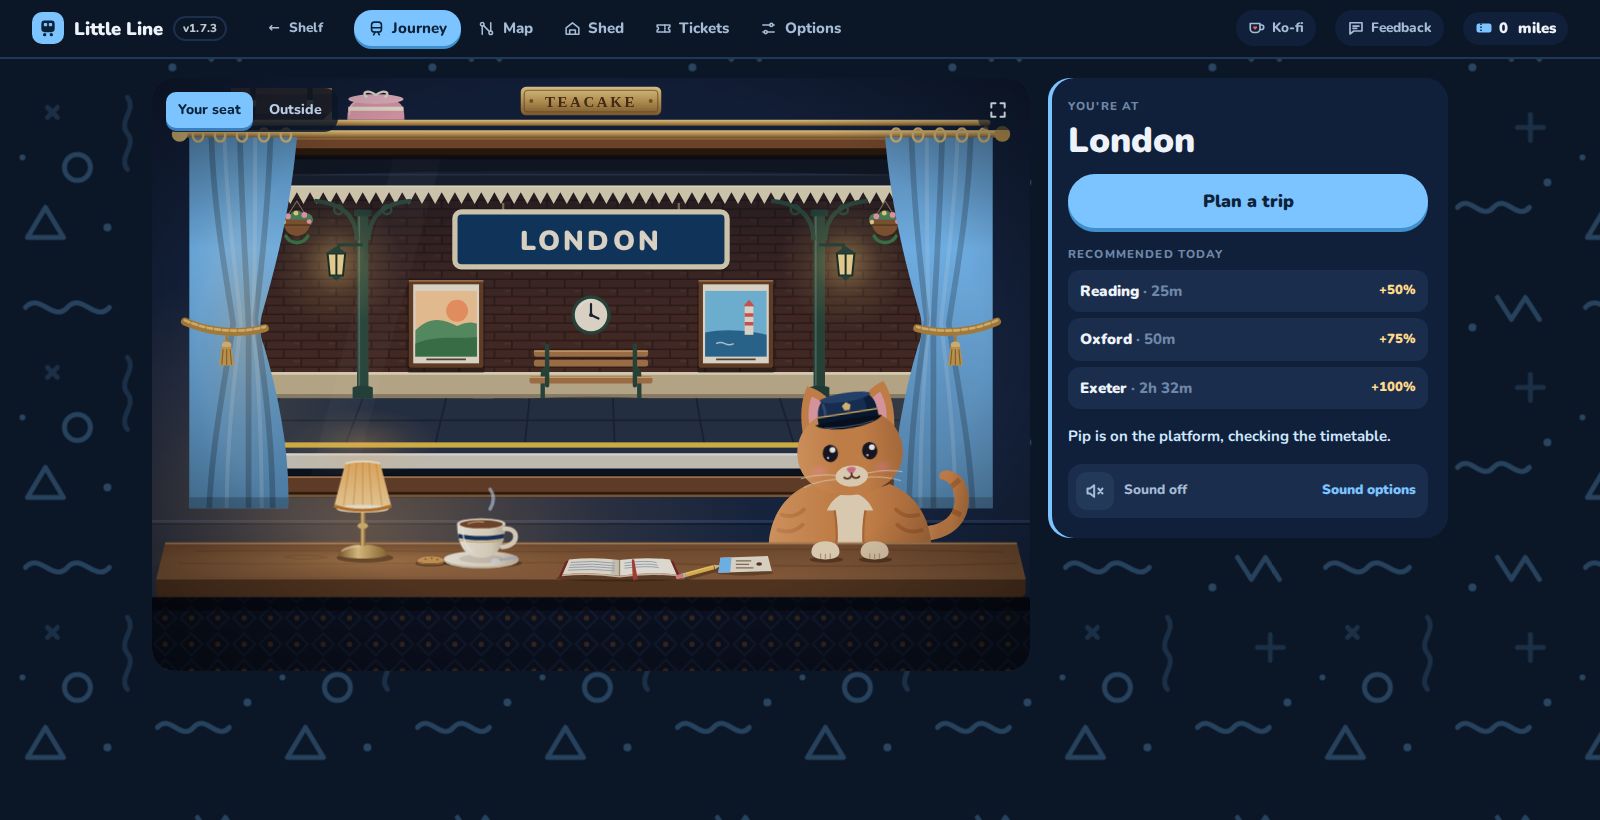 Little Line v1.7.3 ← Shelf Journey Map Shed Tickets Options Ko-fi Feedback 0 miles
Your seat Outside
TEACAKE
LONDON
YOU'RE AT
London
Plan a trip
RECOMMENDED TODAY
Reading · 25m +50%
Oxford · 50m +75%
Exeter · 2h 32m +100%
Pip is on the platform, checking the timetable.
Sound off Sound options